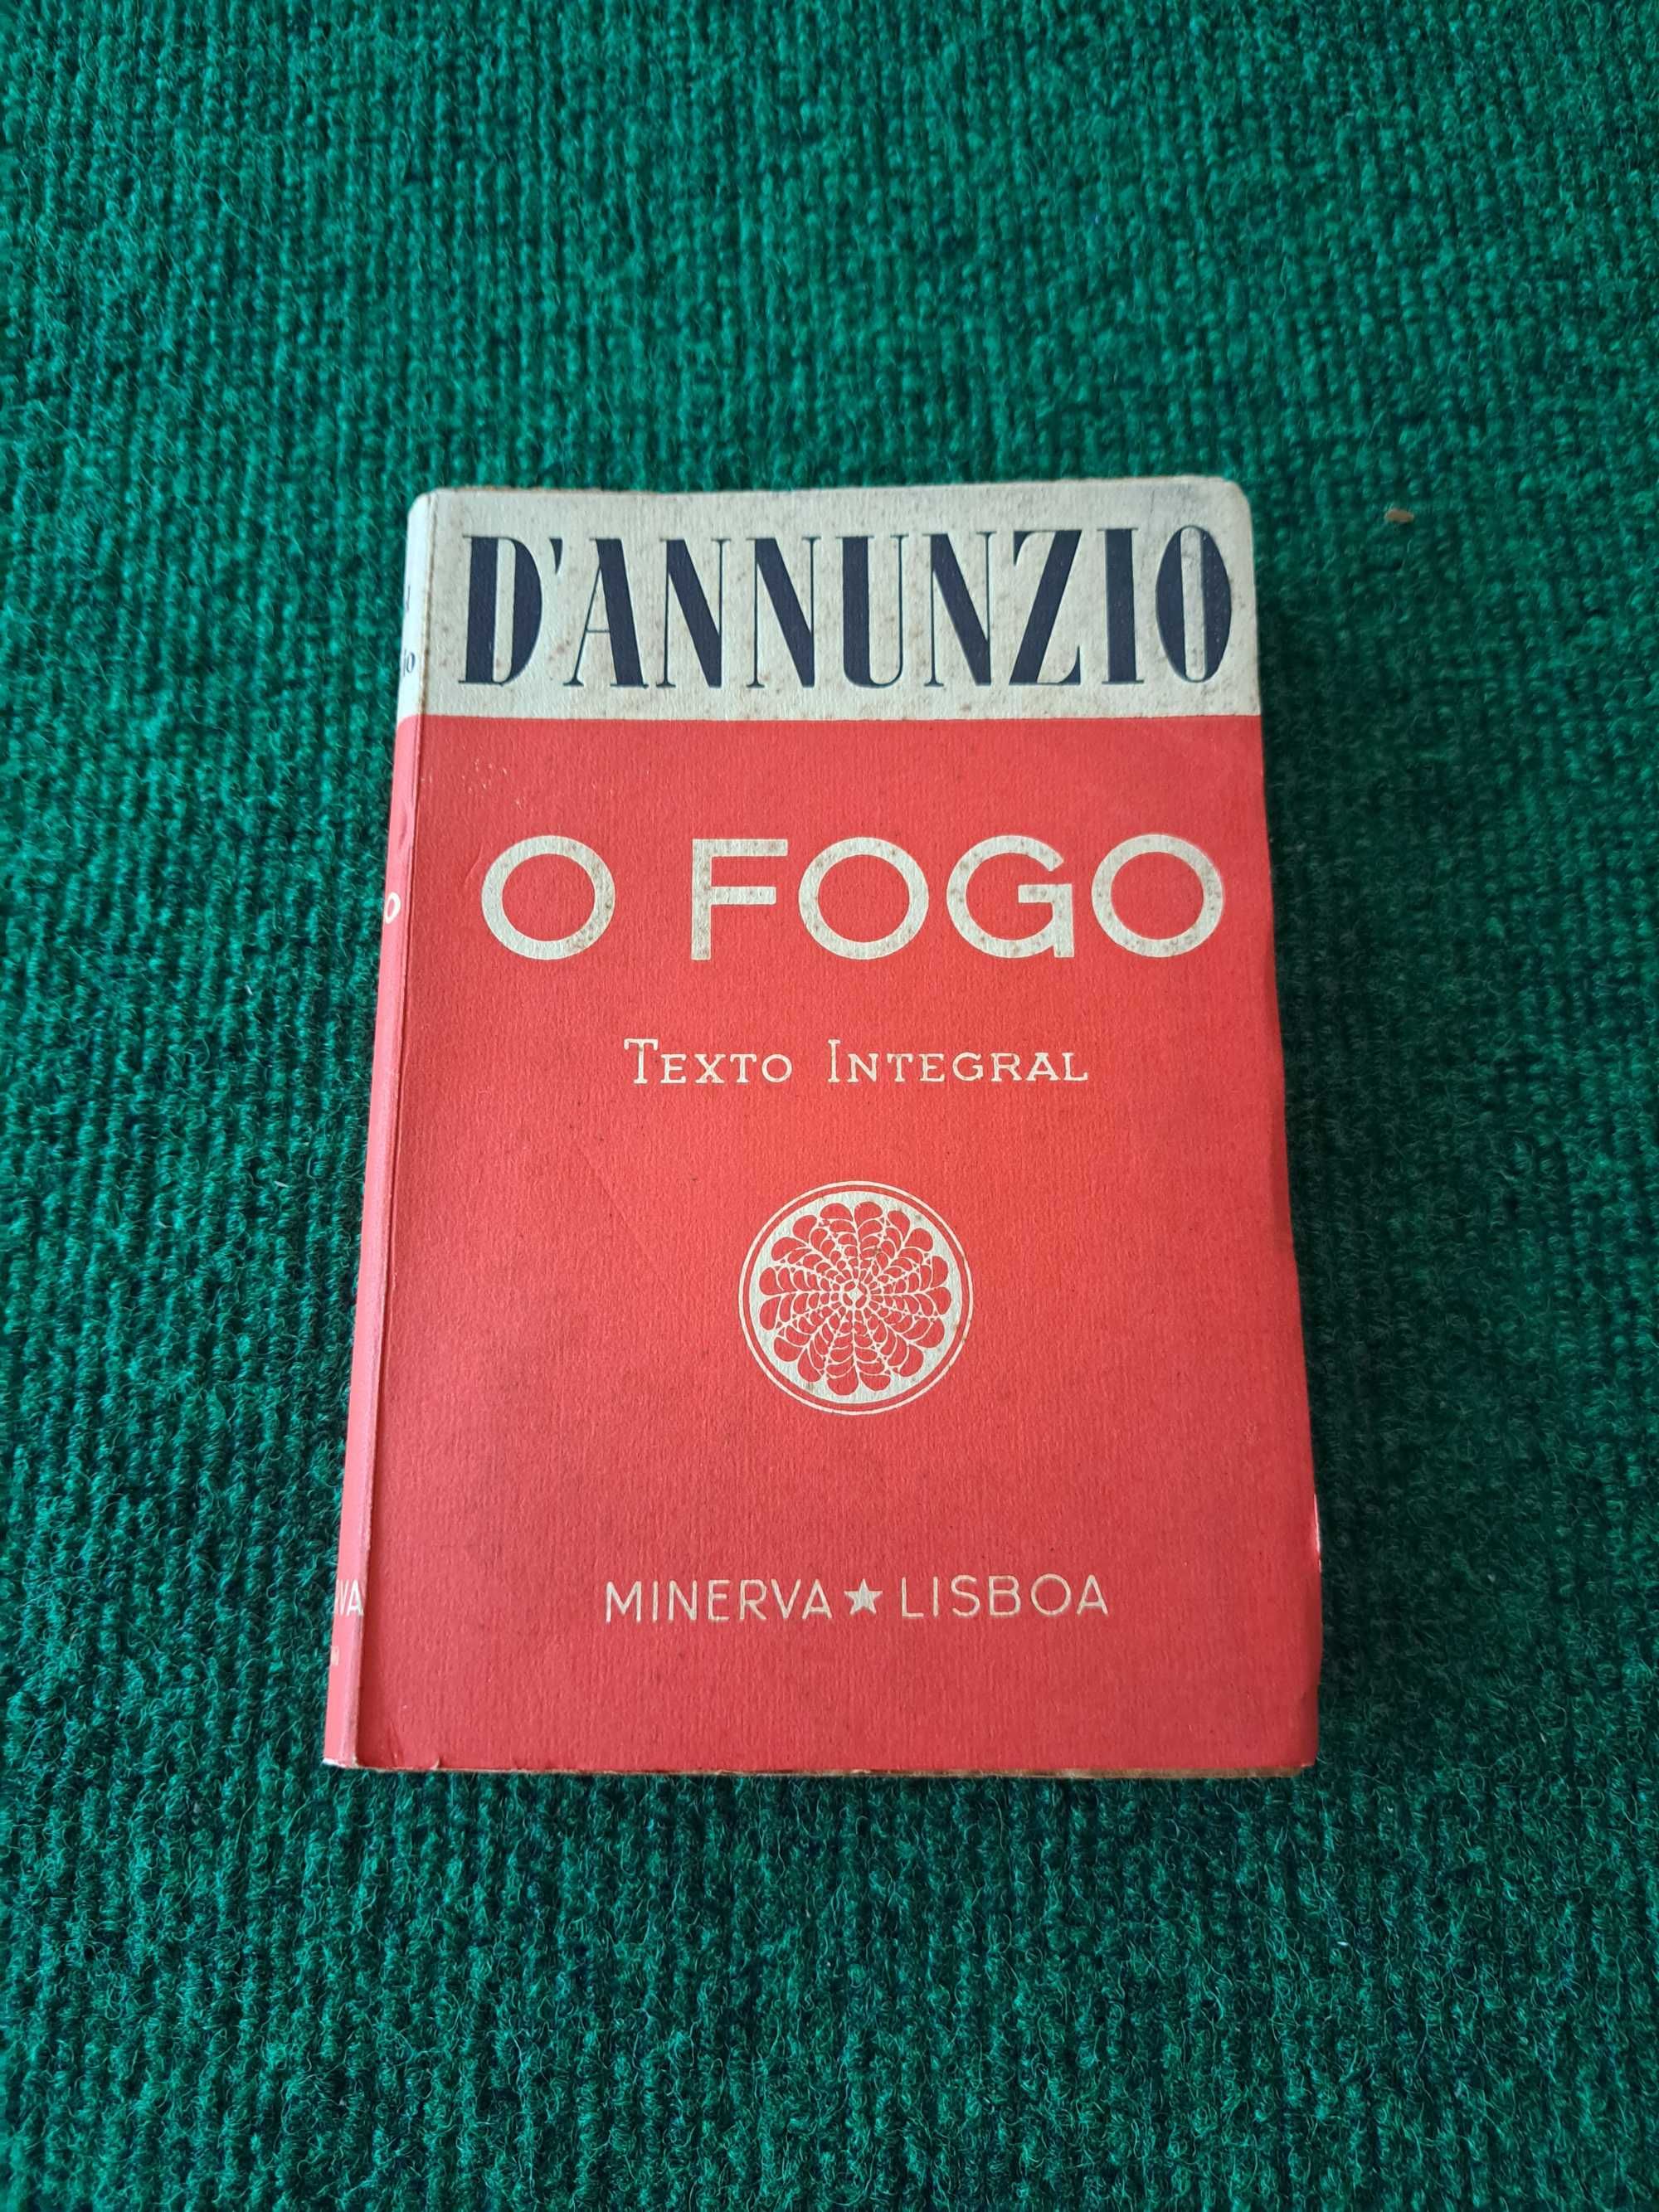 D'ANNUNZIO
O FOGO
TEXTO INTEGRAL
MINERVA ★ LISBOA